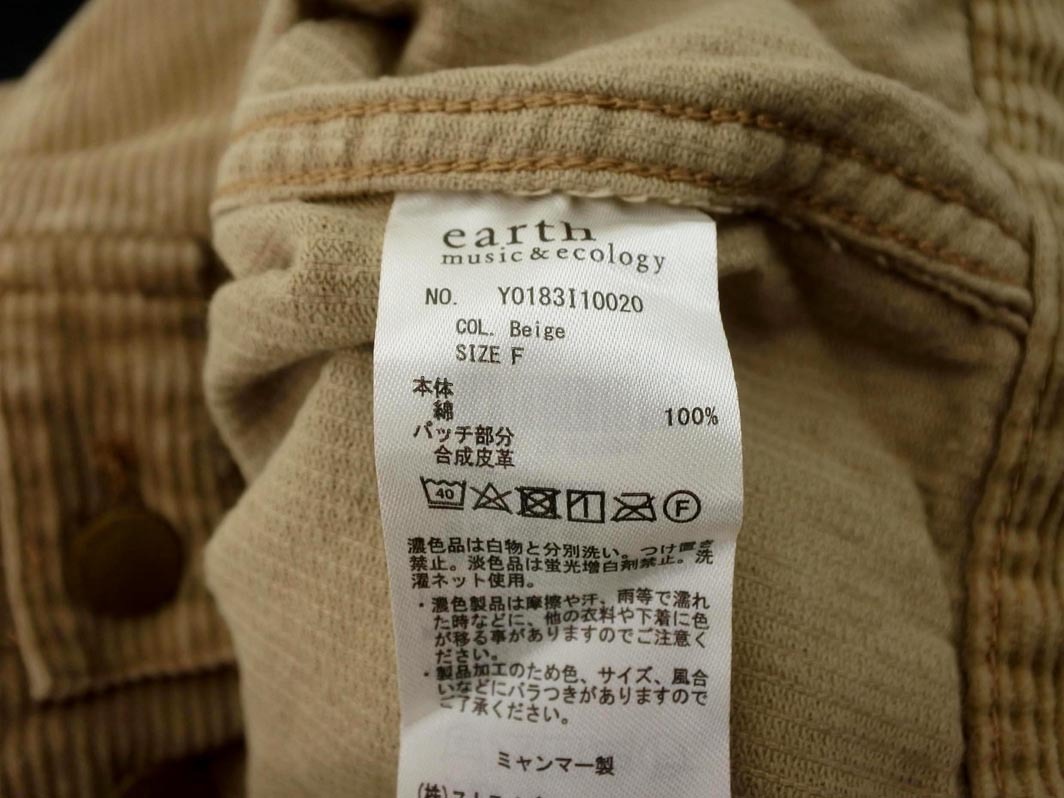 earth
music & ecology
NO. Y0183I10020
COL. Beige
SIZE F
本体
綿 100%
パッチ部分
合成皮革
40
F
濃色品は白物と分別洗い。つけ置き
禁止。淡色品は蛍光増白剤禁止。洗
濯ネット使用。
・濃色製品は摩擦や汗、雨等で濡れ
た時などに、他の衣料や下着に色
が移る事がありますのでご注意く
ださい。
・製品加工のため色、サイズ、風合
いなどにバラつきがありますので
ご了承ください。
ミャンマー製
(株)スト